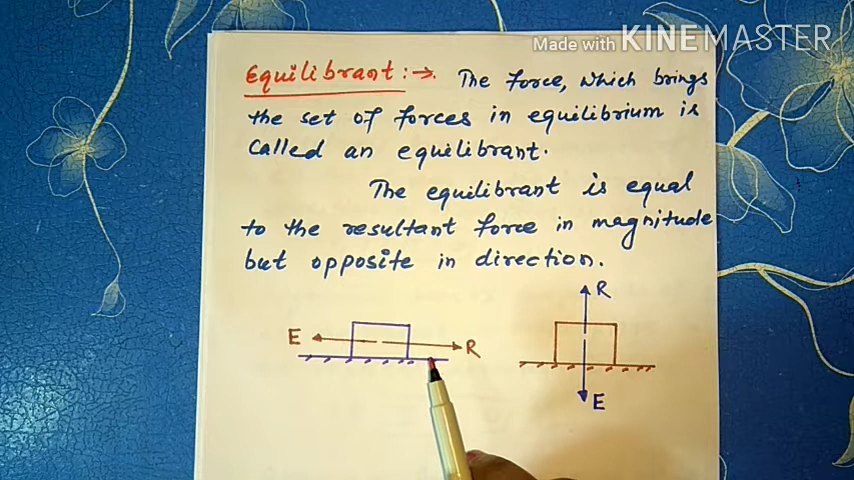 Made with KINEMASTER
Equilibrant:→. The force, which brings
the set of forces in equilibrium is
called an equilibrant.
The equilibrant is equal
to the resultant force in magnitude
but opposite in direction.
E R
R
E